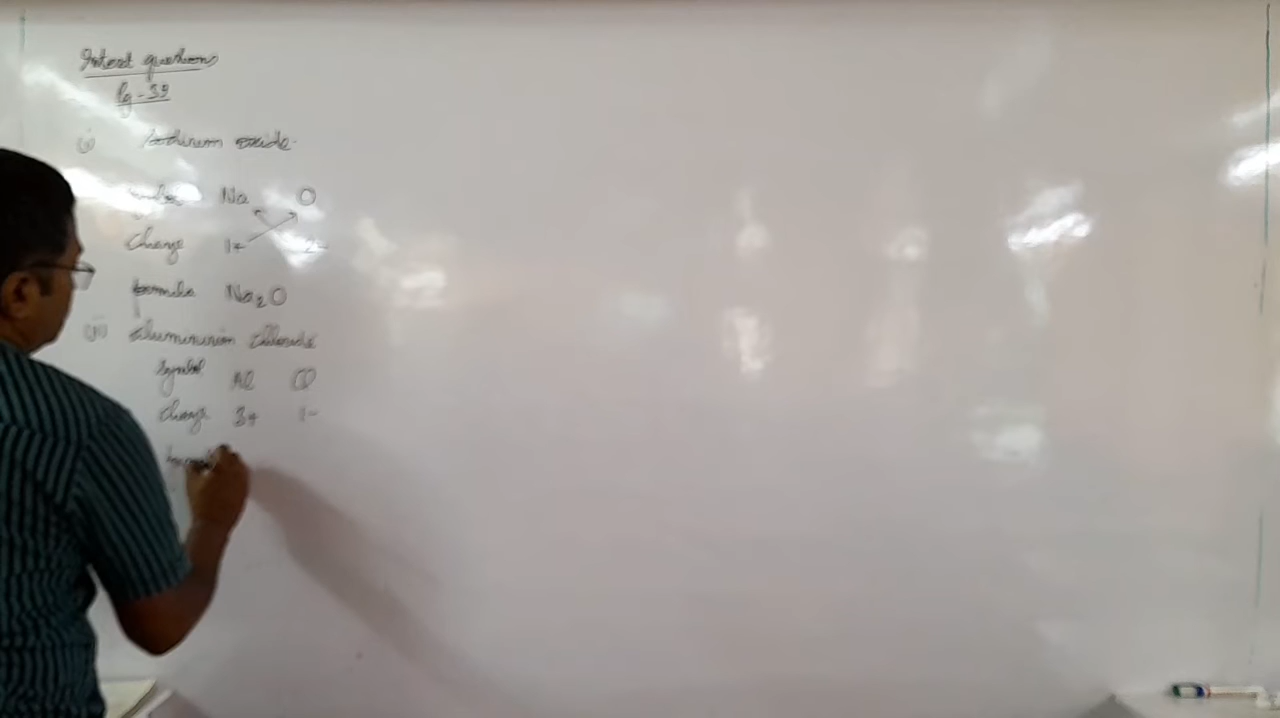 Intext questions
Pg - 39
(i) Sodium oxide.
Symbol Na O
Charge 1+ 2-
formula Na2O
(ii) Aluminium chloride
Symbol Al Cl
Charge 3+ 1-